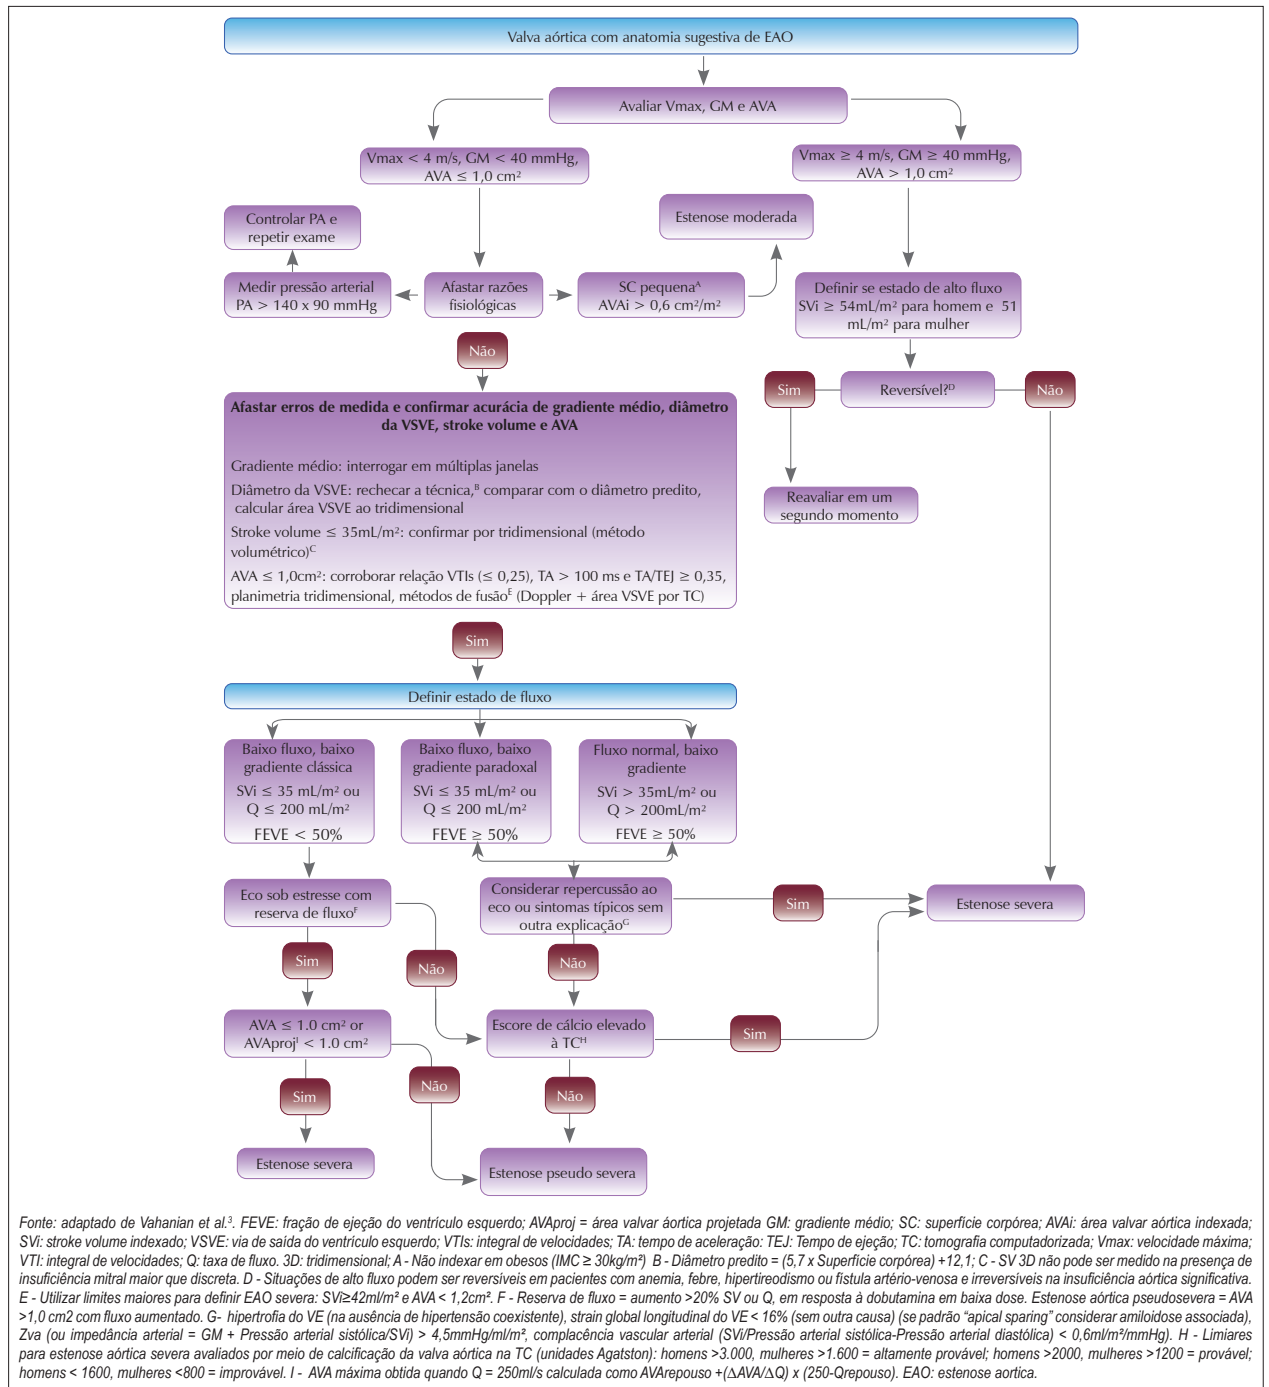 Valva aórtica com anatomia sugestiva de EAO
Avaliar Vmax, GM e AVA
Vmax < 4 m/s, GM < 40 mmHg,
AVA ≤ 1,0 cm²
Vmax ≥ 4 m/s, GM ≥ 40 mmHg,
AVA > 1,0 cm²
Controlar PA e
repetir exame
Estenose moderada
Medir pressão arterial
PA > 140 x 90 mmHg
Afastar razões
fisiológicas
SC pequenaᴬ
AVAi > 0,6 cm²/m²
Definir se estado de alto fluxo
SVi ≥ 54mL/m² para homem e 51
mL/m² para mulher
Não
Sim
Reversível?ᴰ
Não
Afastar erros de medida e confirmar acurácia de gradiente médio, diâmetro
da VSVE, stroke volume e AVA
Gradiente médio: interrogar em múltiplas janelas
Diâmetro da VSVE: rechecar a técnica,ᴮ comparar com o diâmetro predito,
calcular área VSVE ao tridimensional
Stroke volume ≤ 35mL/m²: confirmar por tridimensional (método
volumétrico)ᶜ
AVA ≤ 1,0cm²: corroborar relação VTIs (≤ 0,25), TA > 100 ms e TA/TEJ ≥ 0,35,
planimetria tridimensional, métodos de fusãoᴱ (Doppler + área VSVE por TC)
Reavaliar em um
segundo momento
Sim
Definir estado de fluxo
Baixo fluxo, baixo
gradiente clássica
SVi ≤ 35 mL/m² ou
Q ≤ 200 mL/m²
FEVE < 50%
Baixo fluxo, baixo
gradiente paradoxal
SVi ≤ 35 mL/m² ou
Q ≤ 200 mL/m²
FEVE ≥ 50%
Fluxo normal, baixo
gradiente
SVi > 35mL/m² ou
Q > 200mL/m²
FEVE ≥ 50%
Eco sob estresse com
reserva de fluxoF
Considerar repercussão ao
eco ou sintomas típicos sem
outra explicaçãoᴳ
Sim
Estenose severa
Sim
Não
Não
AVA ≤ 1.0 cm² or
AVAprojᴵ < 1.0 cm²
Escore de cálcio elevado
à TCᴴ
Sim
Sim
Não
Não
Estenose severa
Estenose pseudo severa
Fonte: adaptado de Vahanian et al.³. FEVE: fração de ejeção do ventrículo esquerdo; AVAproj = área valvar áortica projetada GM: gradiente médio; SC: superfície corpórea; AVAi: área valvar aórtica indexada;
SVi: stroke volume indexado; VSVE: via de saída do ventrículo esquerdo; VTIs: integral de velocidades; TA: tempo de aceleração: TEJ: Tempo de ejeção; TC: tomografia computadorizada; Vmax: velocidade máxima;
VTI: integral de velocidades; Q: taxa de fluxo. 3D: tridimensional; A - Não indexar em obesos (IMC ≥ 30kg/m²) B - Diâmetro predito = (5,7 x Superfície corpórea) +12,1; C - SV 3D não pode ser medido na presença de
insuficiência mitral maior que discreta. D - Situações de alto fluxo podem ser reversíveis em pacientes com anemia, febre, hipertireodismo ou fístula artério-venosa e irreversíveis na insuficiência aórtica significativa.
E - Utilizar limites maiores para definir EAO severa: SVi≥42ml/m² e AVA < 1,2cm². F - Reserva de fluxo = aumento >20% SV ou Q, em resposta à dobutamina em baixa dose. Estenose aórtica pseudosevera = AVA
>1,0 cm2 com fluxo aumentado. G- hipertrofia do VE (na ausência de hipertensão coexistente), strain global longitudinal do VE < 16% (sem outra causa) (se padrão “apical sparing” considerar amiloidose associada),
Zva (ou impedância arterial = GM + Pressão arterial sistólica/SVi) > 4,5mmHg/ml/m², complacência vascular arterial (SVi/Pressão arterial sistólica-Pressão arterial diastólica) < 0,6ml/m²/mmHg). H - Limiares
para estenose aórtica severa avaliados por meio de calcificação da valva aórtica na TC (unidades Agatston): homens >3.000, mulheres >1.600 = altamente provável; homens >2000, mulheres >1200 = provável;
homens < 1600, mulheres <800 = improvável. I - AVA máxima obtida quando Q = 250ml/s calculada como AVArepouso +(ΔAVA/ΔQ) x (250-Qrepouso). EAO: estenose aortica.